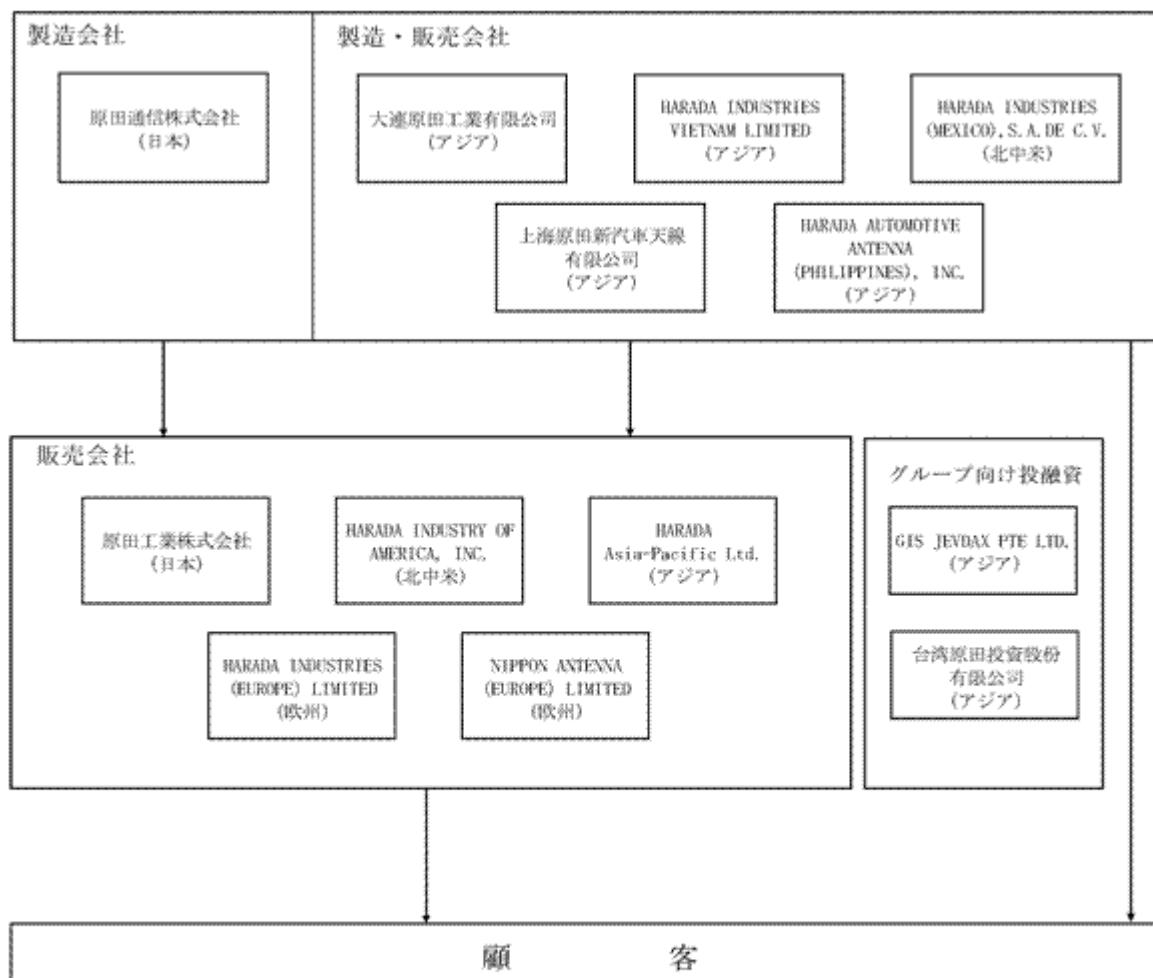 製造会社
原田通信株式会社
(日本)
製造・販売会社
大連原田工業有限公司
(アジア)
HARADA INDUSTRIES
VIETNAM LIMITED
(アジア)
HARADA INDUSTRIES
(MEXICO), S.A. DE C.V.
(北中米)
上海原田新汽車天線
有限公司
(アジア)
HARADA AUTOMOTIVE
ANTENNA
(PHILIPPINES), INC.
(アジア)
販売会社
原田工業株式会社
(日本)
HARADA INDUSTRY OF
AMERICA, INC.
(北中米)
HARADA
Asia-Pacific Ltd.
(アジア)
HARADA INDUSTRIES
(EUROPE) LIMITED
(欧州)
NIPPON ANTENNA
(EUROPE) LIMITED
(欧州)
グループ向け投融資
GIS JEVDAX PTE LTD.
(アジア)
台湾原田投資股份
有限公司
(アジア)
顧 客